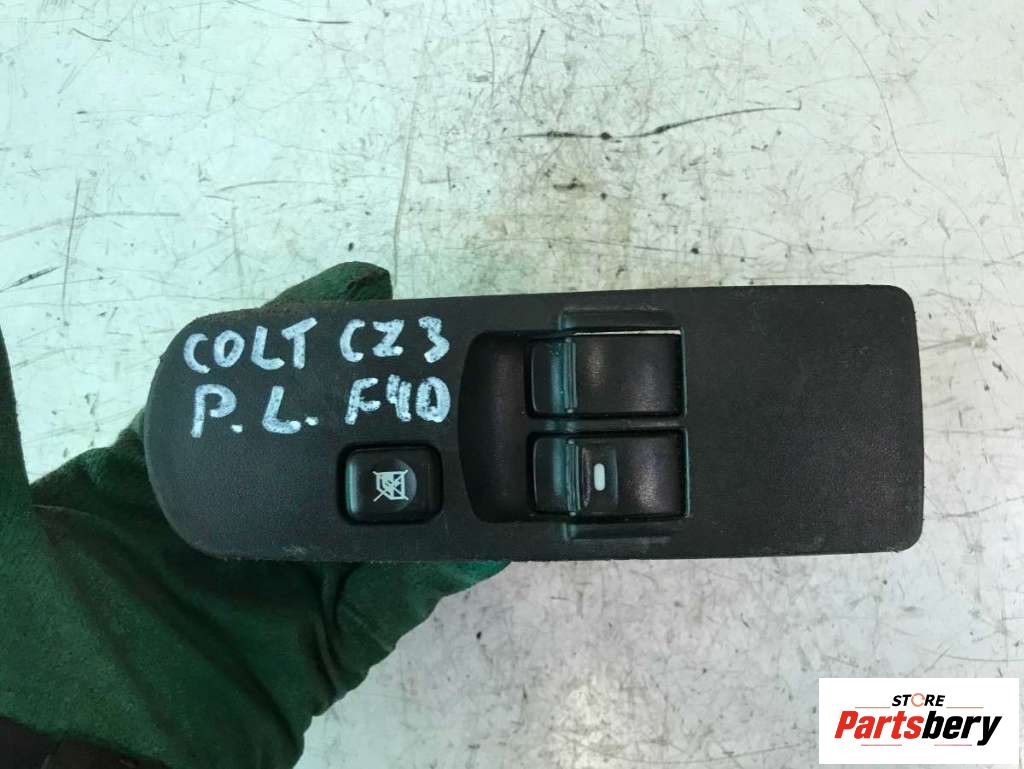 COLT CZ3
P.L. F40
STORE
Partsbery